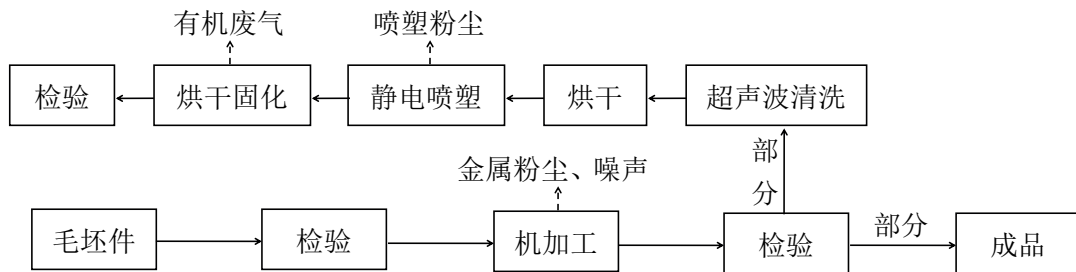 有机废气
喷塑粉尘
检验
烘干固化
静电喷塑
烘干
超声波清洗
部分
金属粉尘、噪声
毛坯件
检验
机加工
检验
部分
成品